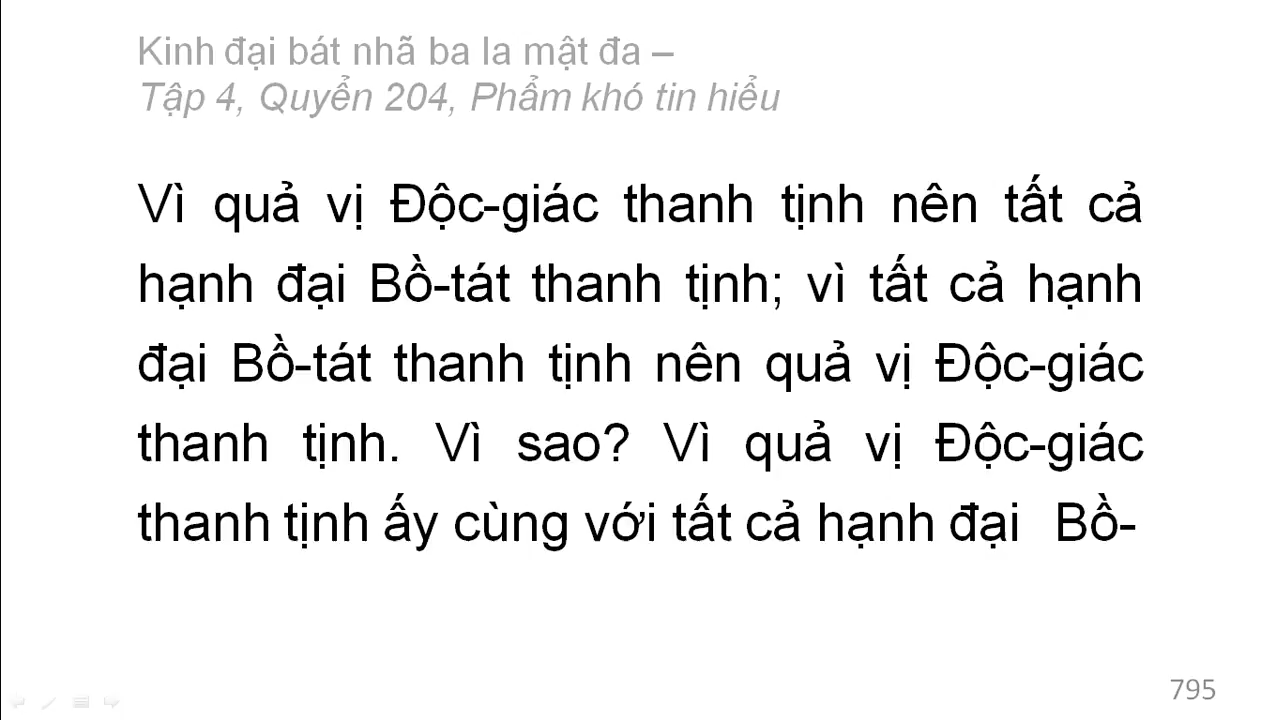 Kinh đại bát nhã ba la mật đa –
Tập 4, Quyển 204, Phẩm khó tin hiểu
Vì quả vị Độc-giác thanh tịnh nên tất cả
hạnh đại Bồ-tát thanh tịnh; vì tất cả hạnh
đại Bồ-tát thanh tịnh nên quả vị Độc-giác
thanh tịnh. Vì sao? Vì quả vị Độc-giác
thanh tịnh ấy cùng với tất cả hạnh đại Bồ-
795